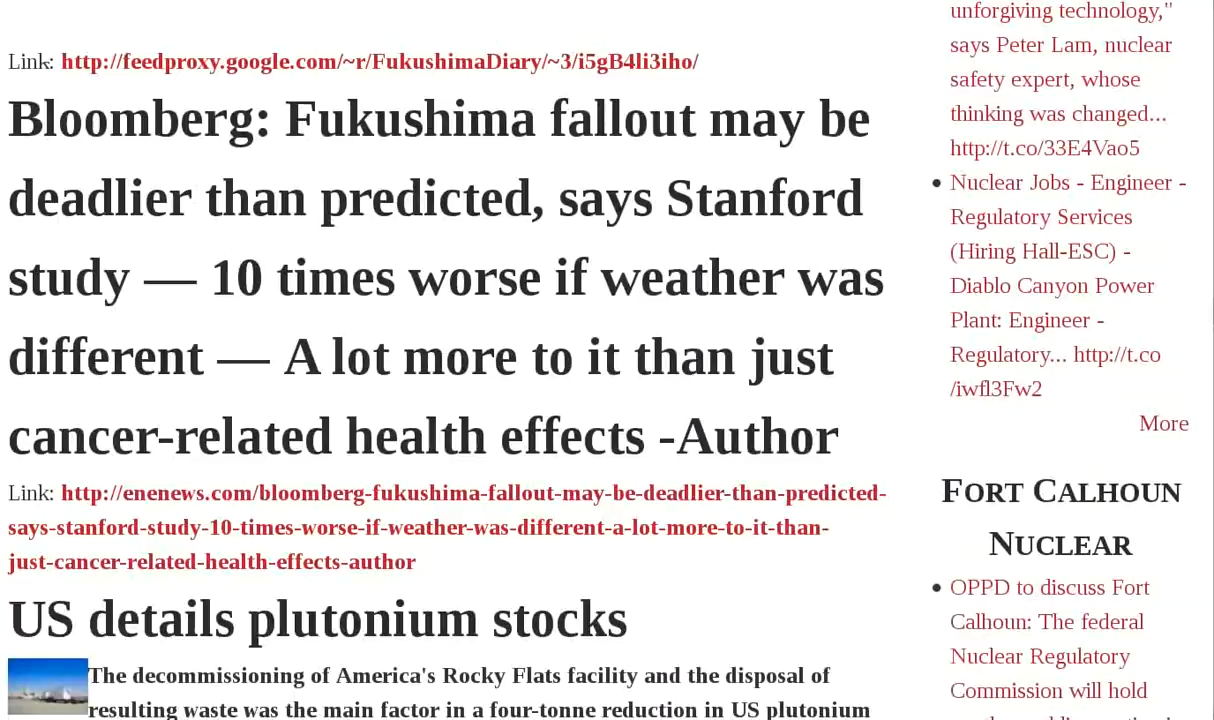 Link: http://feedproxy.google.com/~r/FukushimaDiary/~3/i5gB4li3iho/
Bloomberg: Fukushima fallout may be
deadlier than predicted, says Stanford
study — 10 times worse if weather was
different — A lot more to it than just
cancer-related health effects -Author
Link: http://enenews.com/bloomberg-fukushima-fallout-may-be-deadlier-than-predicted-
says-stanford-study-10-times-worse-if-weather-was-different-a-lot-more-to-it-than-
just-cancer-related-health-effects-author
US details plutonium stocks
The decommissioning of America's Rocky Flats facility and the disposal of
resulting waste was the main factor in a four-tonne reduction in US plutonium
unforgiving technology,"
says Peter Lam, nuclear
safety expert, whose
thinking was changed...
http://t.co/33E4Vao5
• Nuclear Jobs - Engineer -
Regulatory Services
(Hiring Hall-ESC) -
Diablo Canyon Power
Plant: Engineer -
Regulatory... http://t.co
/iwfl3Fw2
More
FORT CALHOUN
NUCLEAR
• OPPD to discuss Fort
Calhoun: The federal
Nuclear Regulatory
Commission will hold